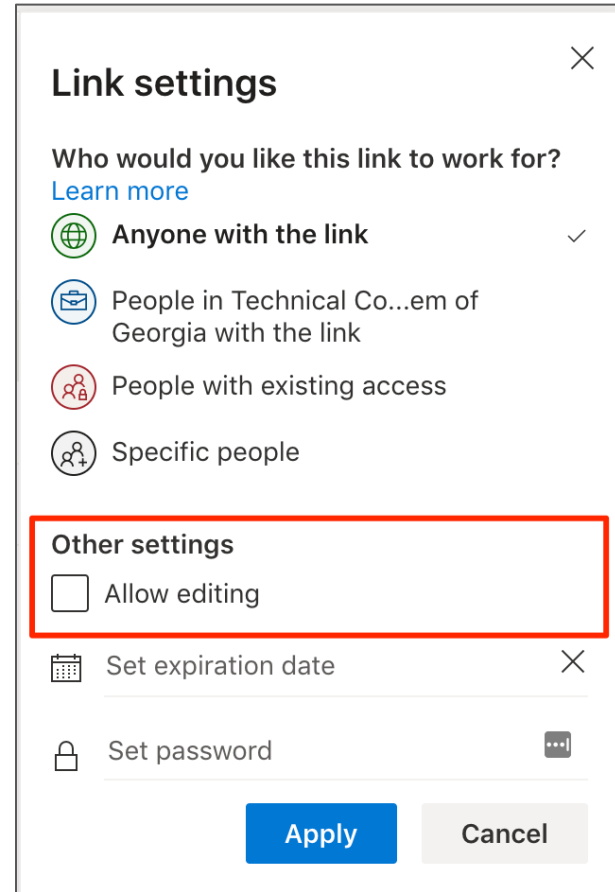 Link settings
Who would you like this link to work for?
Learn more
Anyone with the link
People in Technical Co...em of
Georgia with the link
People with existing access
Specific people
Other settings
Allow editing
Set expiration date
Set password
Apply
Cancel